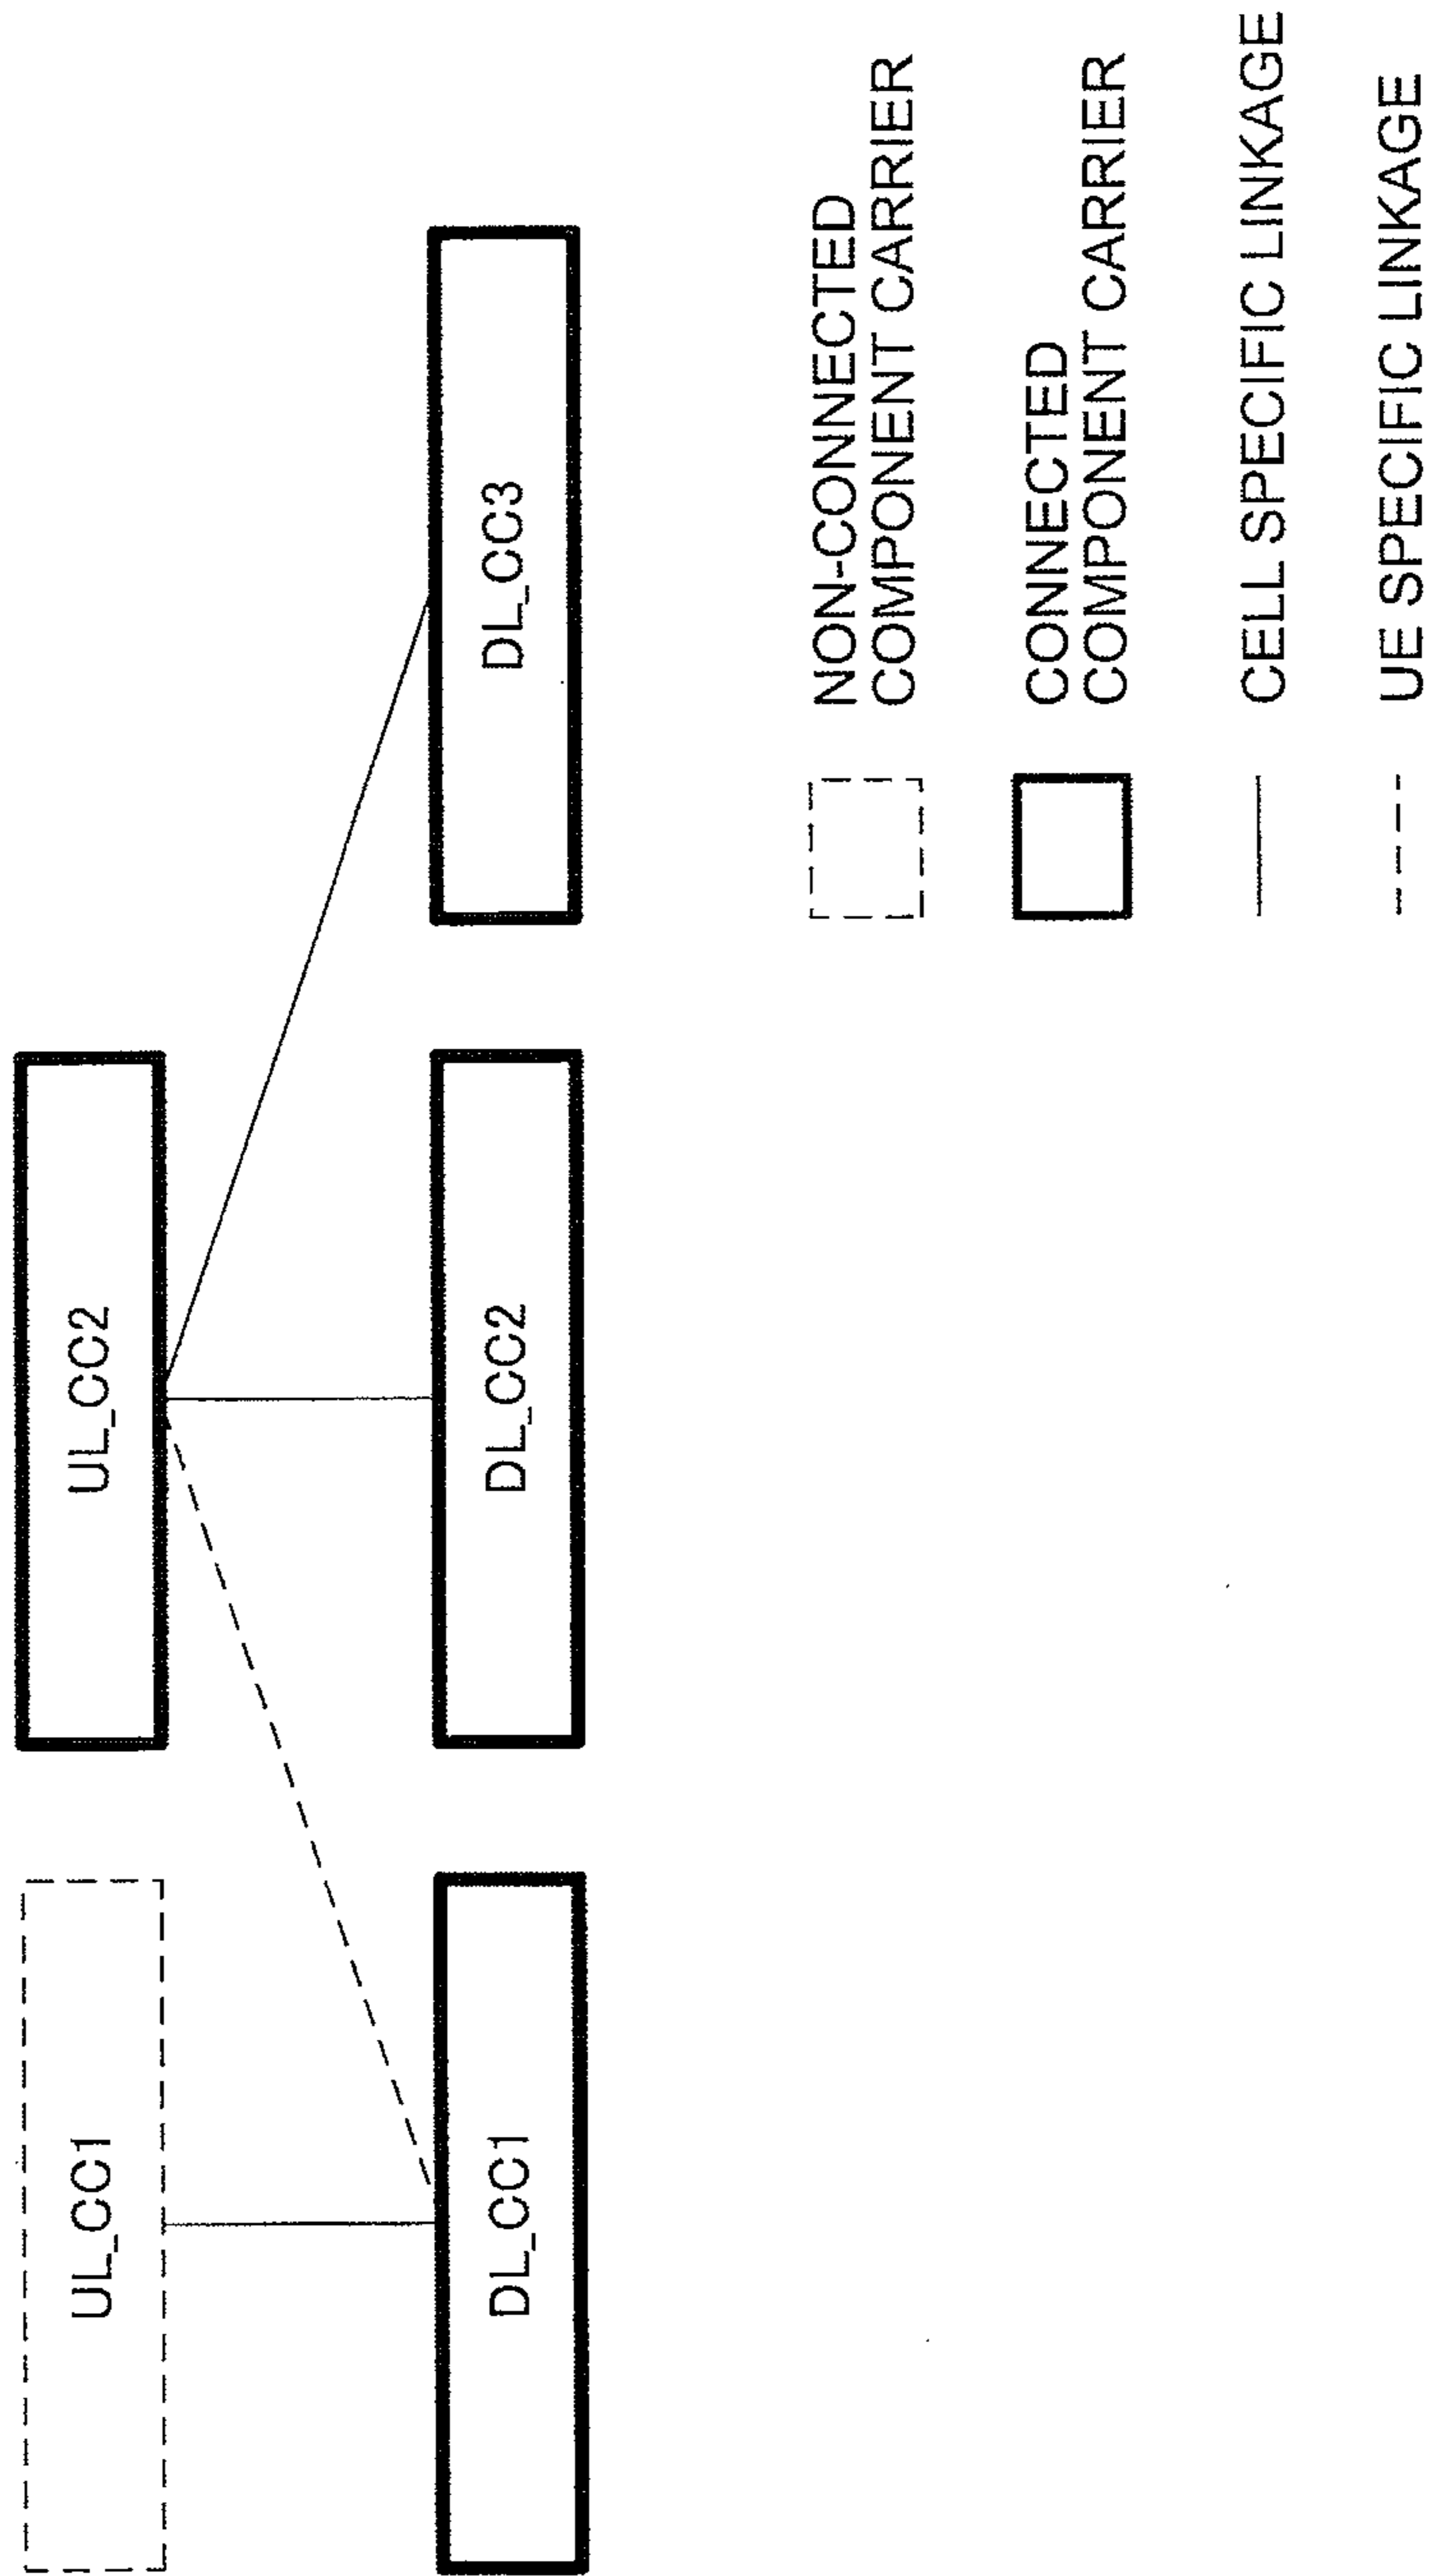 UL_CC1
UL_CC2
DL_CC1
DL_CC2
DL_CC3
NON-CONNECTED
COMPONENT CARRIER
CONNECTED
COMPONENT CARRIER
CELL SPECIFIC LINKAGE
UE SPECIFIC LINKAGE